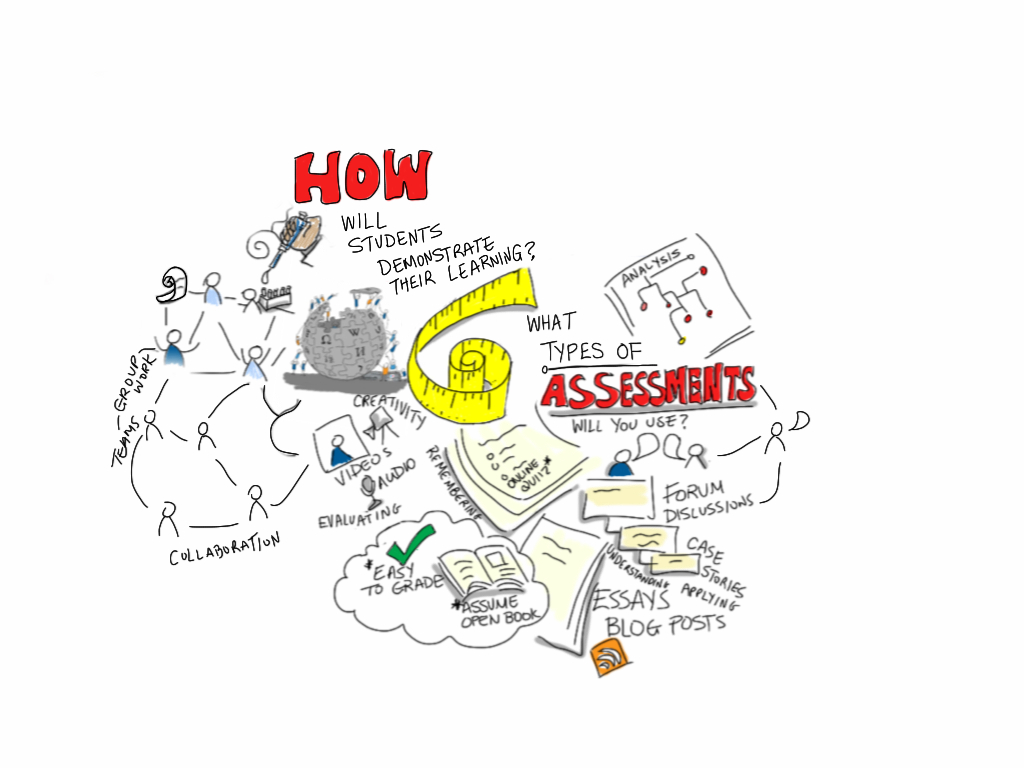 HOW
WILL
STUDENTS
DEMONSTRATE
THEIR LEARNING?
WHAT
TYPES OF
ASSESSMENTS
WILL YOU USE?
ANALYSIS
TEAMS - GROUP
WORK
COLLABORATION
Ω W
CREATIVITY
VIDEOS
AUDIO
EVALUATING
REMEMBERING
ONLINE
QUIZ*
FORUM
DISCUSSIONS
CASE
STORIES
UNDERSTANDING
APPLYING
ESSAYS
BLOG POSTS
*EASY
TO GRADE
*ASSUME
OPEN BOOK